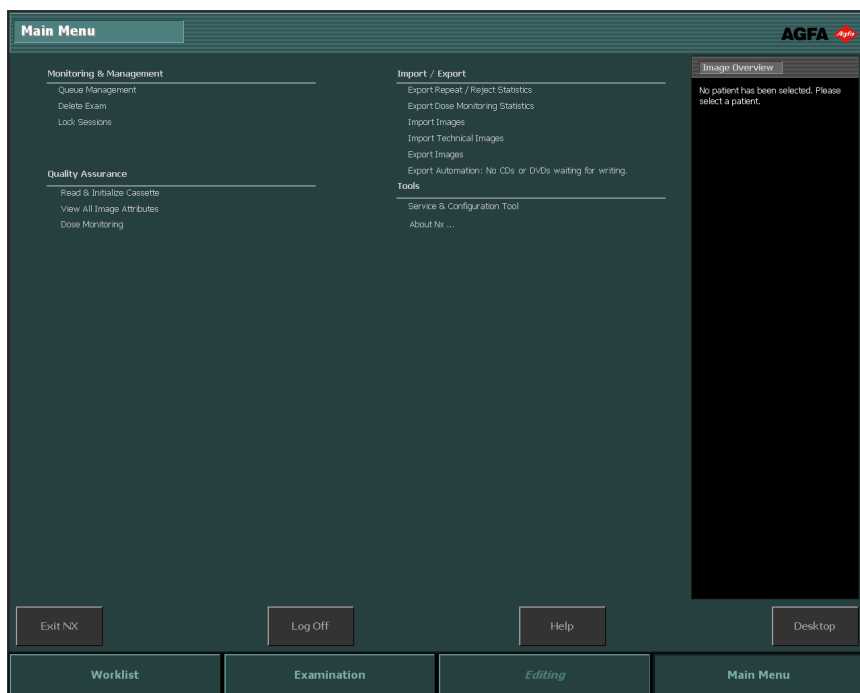 Main Menu
AGFA
Agfa
Monitoring & Management
Queue Management
Delete Exam
Lock Sessions
Quality Assurance
Read & Initialize Cassette
View All Image Attributes
Dose Monitoring
Import / Export
Export Repeat / Reject Statistics
Export Dose Monitoring Statistics
Import Images
Import Technical Images
Export Images
Export Automation: No CDs or DVDs waiting for writing.
Tools
Service & Configuration Tool
About Nx ...
Image Overview
No patient has been selected. Please
select a patient.
Exit NX
Log Off
Help
Desktop
Worklist
Examination
Editing
Main Menu